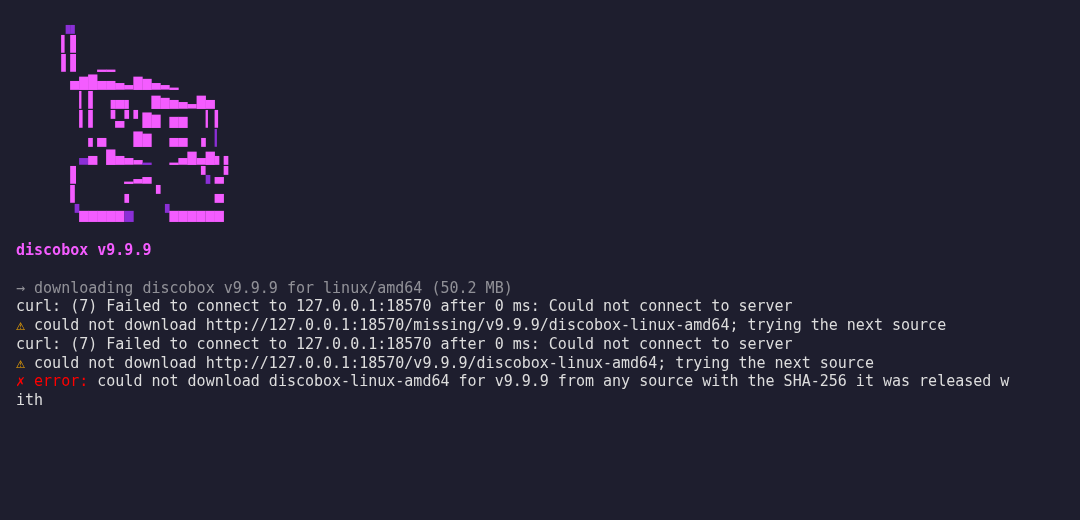 discobox v9.9.9
→ downloading discobox v9.9.9 for linux/amd64 (50.2 MB)
curl: (7) Failed to connect to 127.0.0.1:18570 after 0 ms: Could not connect to server
⚠ could not download http://127.0.0.1:18570/missing/v9.9.9/discobox-linux-amd64; trying the next source
curl: (7) Failed to connect to 127.0.0.1:18570 after 0 ms: Could not connect to server
⚠ could not download http://127.0.0.1:18570/v9.9.9/discobox-linux-amd64; trying the next source
✗ error: could not download discobox-linux-amd64 for v9.9.9 from any source with the SHA-256 it was released w
ith